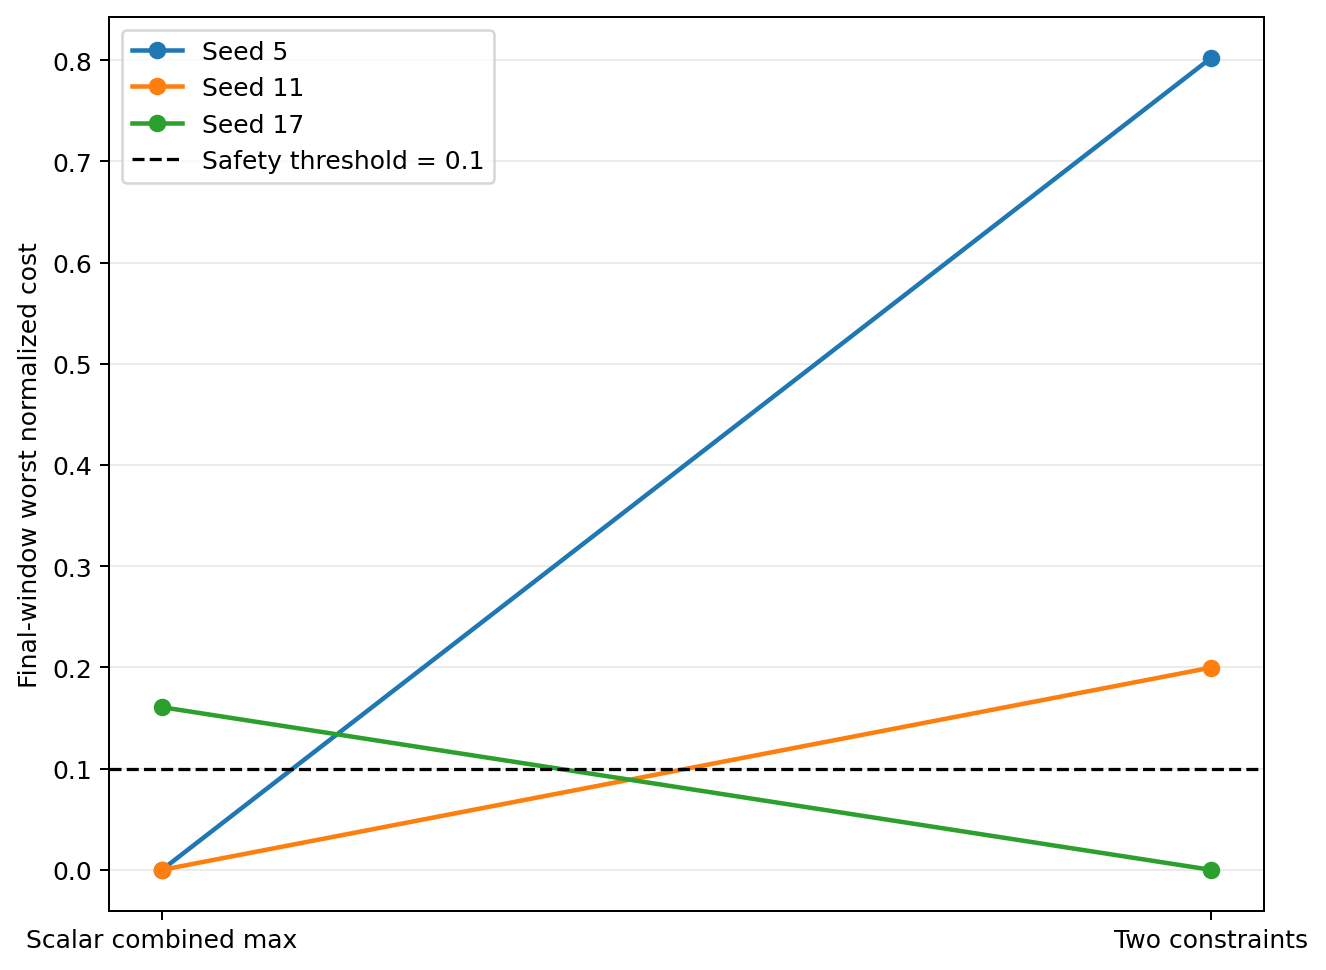 Seed 5
Seed 11
Seed 17
Safety threshold = 0.1
Final-window worst normalized cost
0.8
0.7
0.6
0.5
0.4
0.3
0.2
0.1
0.0
Scalar combined max
Two constraints